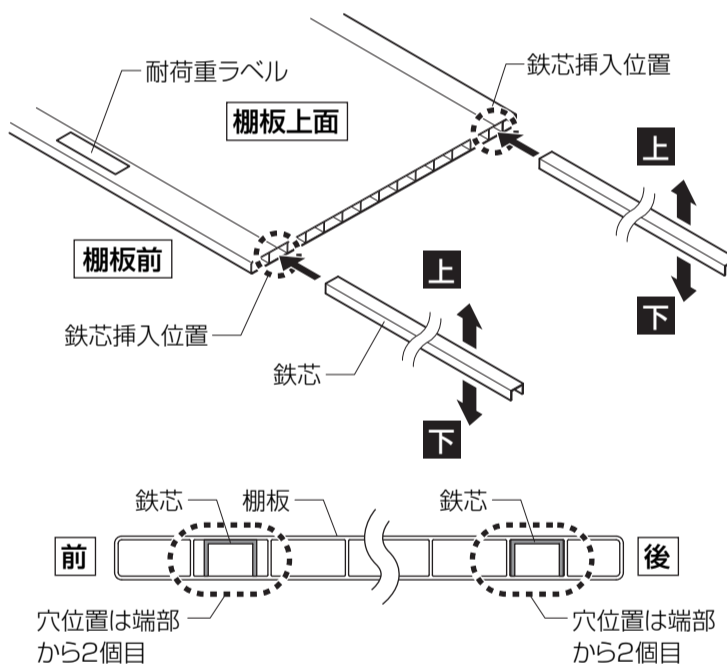 耐荷重ラベル
鉄芯挿入位置
棚板上面
上
棚板前
上
下
鉄芯挿入位置
鉄芯
下
鉄芯
棚板
鉄芯
前
後
穴位置は端部
から2個目
穴位置は端部
から2個目